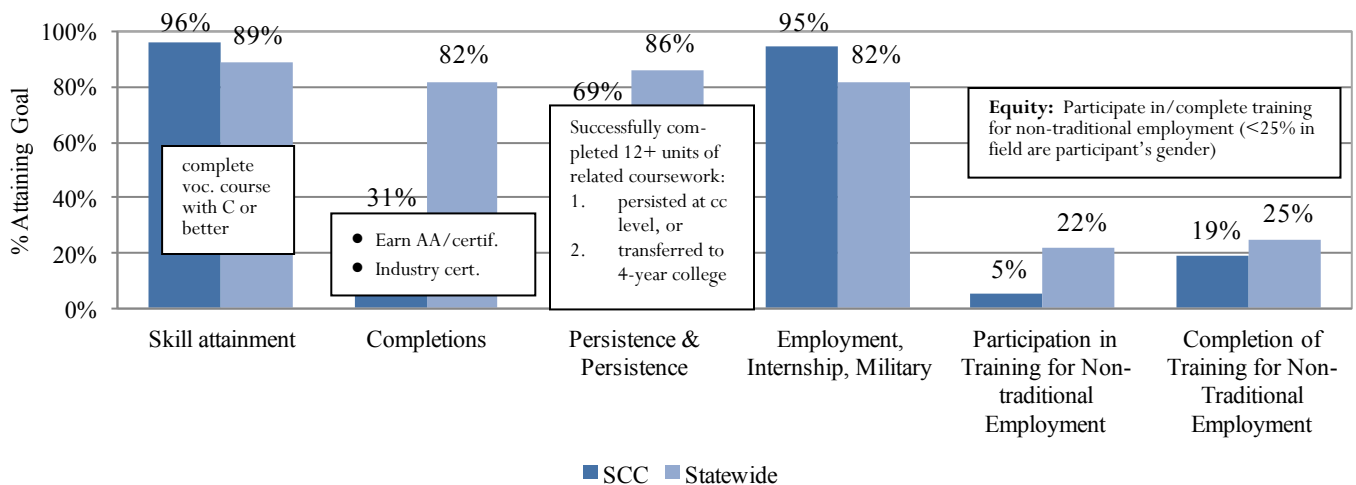 96%
89%
82%
86%
69%
95%
82%
31%
5%
22%
19%
25%
% Attaining Goal
100%
80%
60%
40%
20%
0%
complete
voc. course
with C or
better
● Earn AA/certif.
● Industry cert.
Successfully com-
pleted 12+ units of
related coursework:
1. persisted at cc
level, or
2. transferred to
4-year college
Equity: Participate in/complete training
for non-traditional employment (<25% in
field are participant's gender)
Skill attainment
Completions
Persistence &
Persistence
Employment,
Internship, Military
Participation in
Training for Non-
traditional
Employment
Completion of
Training for Non-
Traditional
Employment
SCC
Statewide